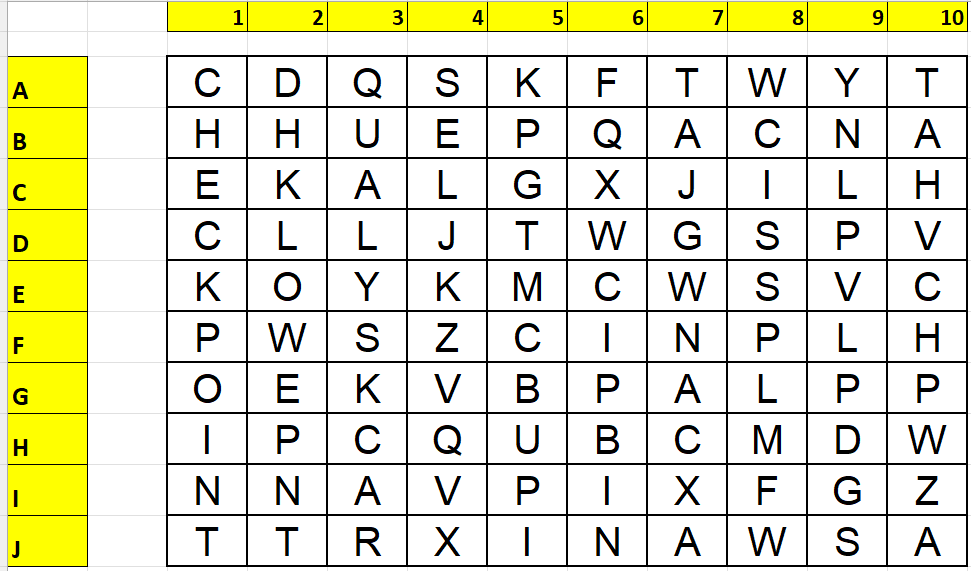 1 2 3 4 5 6 7 8 9 10
A C D Q S K F T W Y T
B H H U E P Q A C N A
C E K A L G X J I L H
D C L L J T W G S P V
E K O Y K M C W S V C
F P W S Z C I N P L H
G O E K V B P A L P P
H I P C Q U B C M D W
I N N A V P I X F G Z
J T T R X I N A W S A